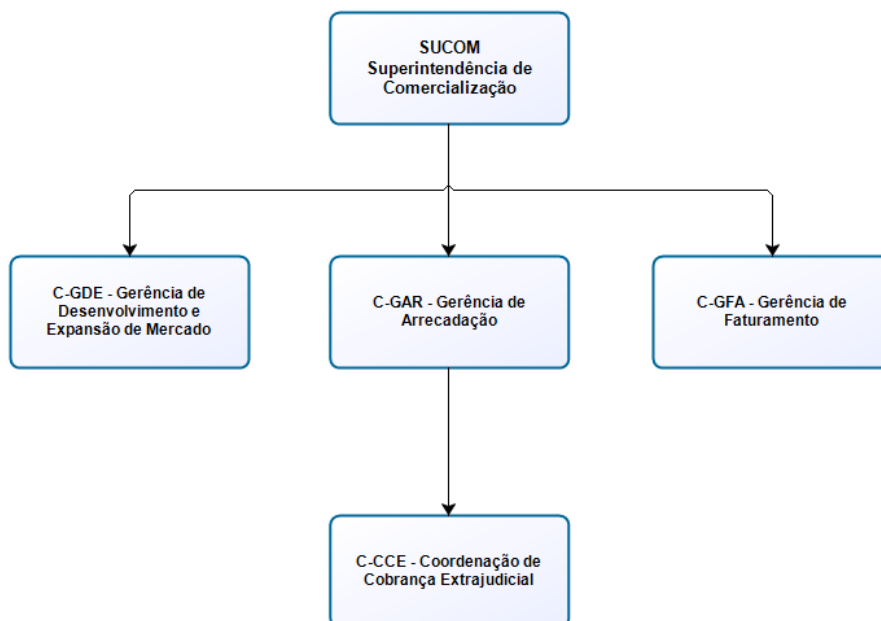 SUCOM
Superintendência de
Comercialização
C-GDE - Gerência de
Desenvolvimento e
Expansão de Mercado
C-GAR - Gerência de
Arrecadação
C-GFA - Gerência de
Faturamento
C-CCE - Coordenação de
Cobrança Extrajudicial